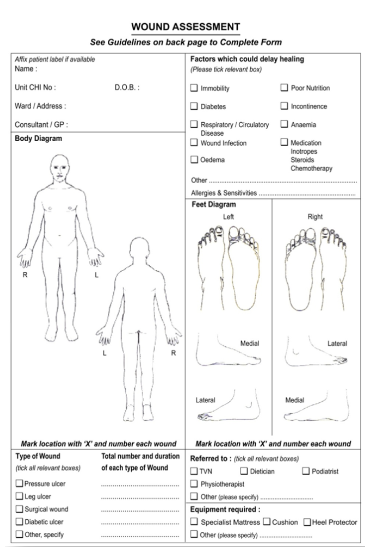 WOUND ASSESSMENT
See Guidelines on back page to Complete Form
Affix patient label if available
Name :
Unit CHI No : D.O.B. :
Ward / Address :
Consultant / GP :
Factors which could delay healing
(Please tick relevant box)
Immobility Poor Nutrition
Diabetes Incontinence
Respiratory / Circulatory Disease Anaemia
Wound Infection Medication
Inotropes
Oedema Steroids
Chemotherapy
Other ..........................................................
Allergies & Sensitivities ......................................
Body Diagram
R L
L R
Mark location with 'X' and number each wound
Feet Diagram
Left Right
Medial Lateral
Lateral Medial
Mark location with 'X' and number each wound
Type of Wound Total number and duration
(tick all relevant boxes) of each type of Wound
Pressure ulcer ................................
Leg ulcer ................................
Surgical wound ................................
Diabetic ulcer ................................
Other, specify ................................
Referred to : (tick all relevant boxes)
TVN Dietician Podiatrist
Physiotherapist
Other (please specify) ......................
Equipment required :
Specialist Mattress Cushion Heel Protector
Other (please specify) ......................